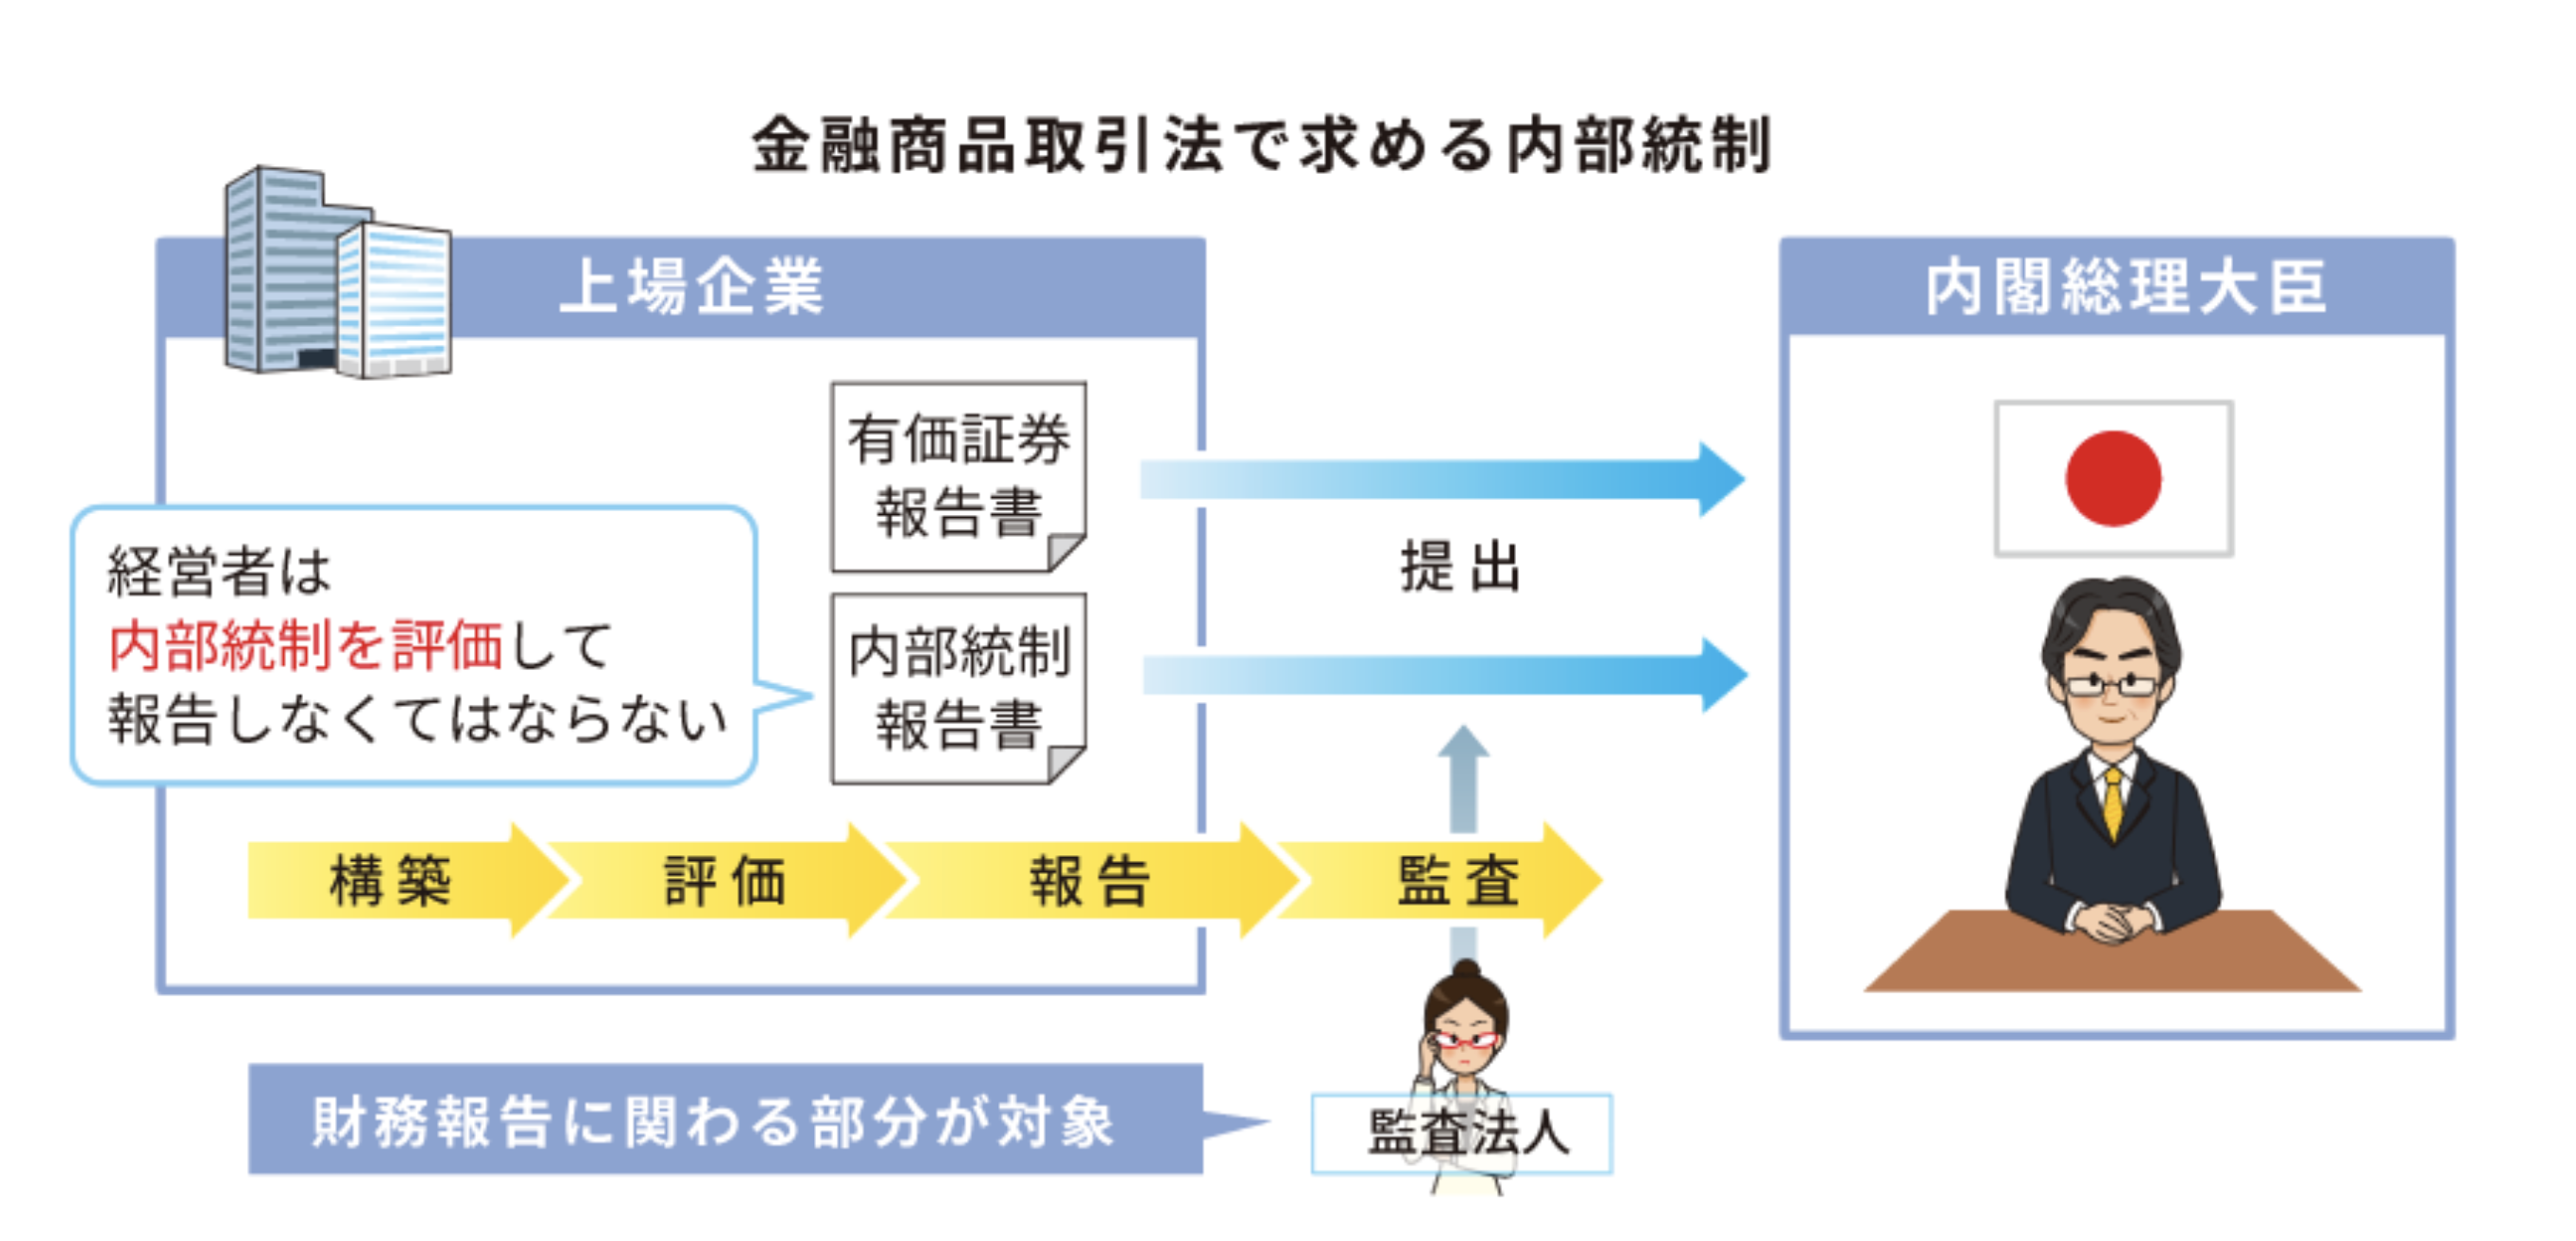 金融商品取引法で求める内部統制
上場企業
内閣総理大臣
有価証券
報告書
提出
経営者は
内部統制を評価して
報告しなくてはならない
内部統制
報告書
構築
評価
報告
監査
財務報告に関わる部分が対象
監査法人